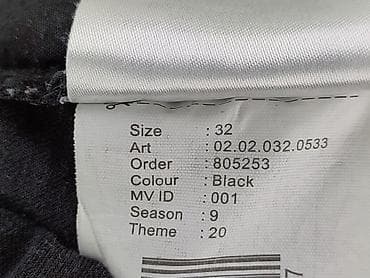 Size : 32
Art : 02.02.032.0533
Order : 805253
Colour : Black
MV ID : 001
Season : 9
Theme : 20